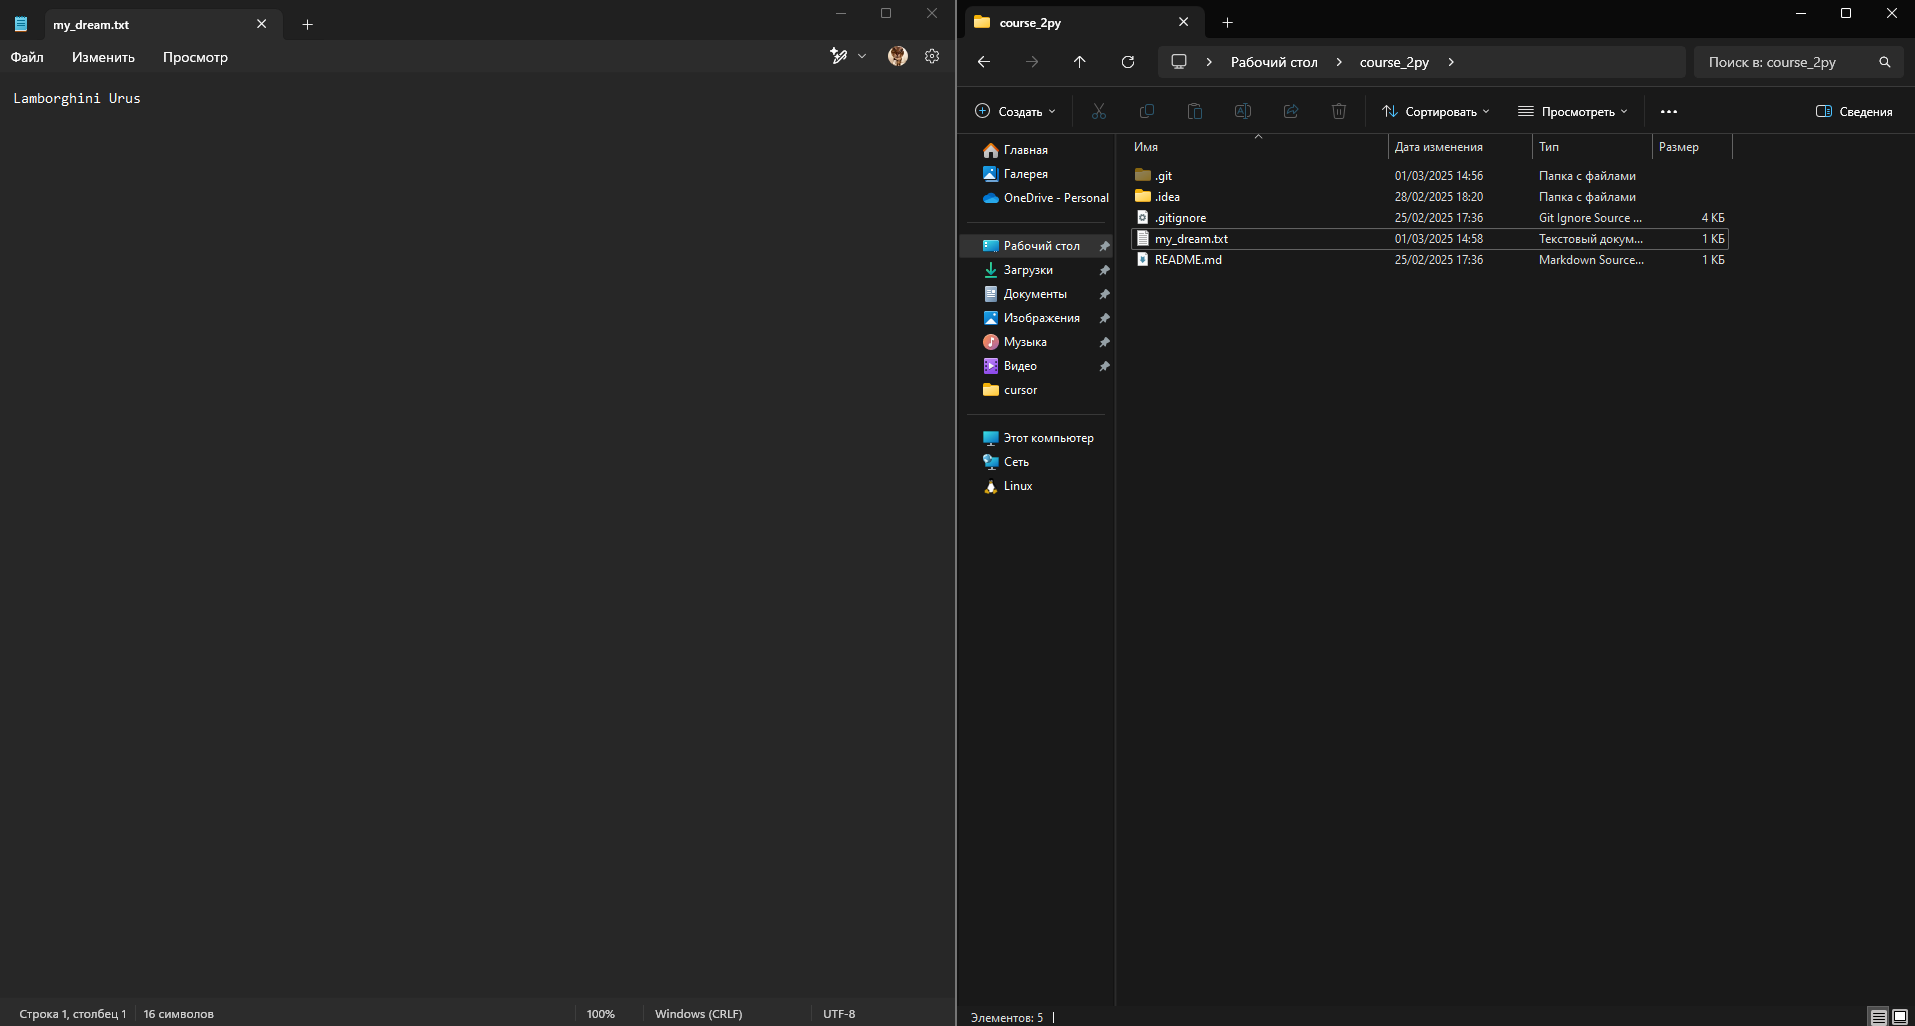 my_dream.txt
Файл Изменить Просмотр
Lamborghini Urus
Строка 1, столбец 1 16 символов 100% Windows (CRLF) UTF-8
course_2py
Рабочий стол course_2py Поиск в: course_2py
Создать Сортировать Просмотреть Сведения
Главная
Галерея
OneDrive - Personal
Рабочий стол
Загрузки
Документы
Изображения
Музыка
Видео
cursor
Этот компьютер
Сеть
Linux
Имя Дата изменения Тип Размер
.git 01/03/2025 14:56 Папка с файлами
.idea 28/02/2025 18:20 Папка с файлами
.gitignore 25/02/2025 17:36 Git Ignore Source ... 4 КБ
my_dream.txt 01/03/2025 14:58 Текстовый докум... 1 КБ
README.md 25/02/2025 17:36 Markdown Source... 1 КБ
Элементов: 5